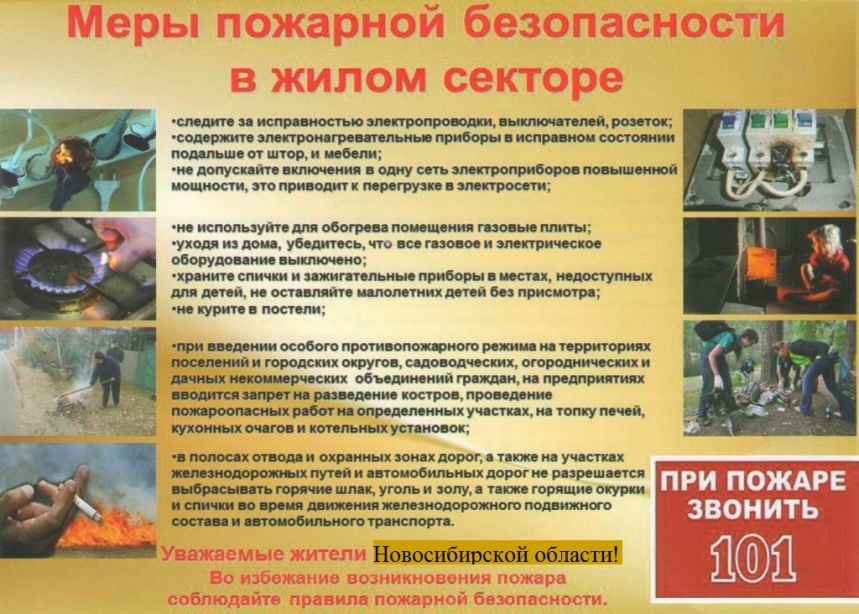 Меры пожарной безопасности
в жилом секторе
•следите за исправностью электропроводки, выключателей, розеток;
•содержите электронагревательные приборы в исправном состоянии
подальше от штор, и мебели;
•не допускайте включения в одну сеть электроприборов повышенной
мощности, это приводит к перегрузке в электросети;
•не используйте для обогрева помещения газовые плиты;
•уходя из дома, убедитесь, что все газовое и электрическое
оборудование выключено;
•храните спички и зажигательные приборы в местах, недоступных
для детей, не оставляйте малолетних детей без присмотра;
•не курите в постели;
•при введении особого противопожарного режима на территориях
поселений и городских округов, садоводческих, огороднических и
дачных некоммерческих объединений граждан, на предприятиях
вводится запрет на разведение костров, проведение
пожароопасных работ на определенных участках, на топку печей,
кухонных очагов и котельных установок;
•в полосах отвода и охранных зонах дорог, а также на участках
железнодорожных путей и автомобильных дорог не разрешается
выбрасывать горячие шлак, уголь и золу, а также горящие окурки
и спички во время движения железнодорожного подвижного
состава и автомобильного транспорта.
ПРИ ПОЖАРЕ
ЗВОНИТЬ
101
Уважаемые жители Новосибирской области!
Во избежание возникновения пожара
соблюдайте правила пожарной безопасности.